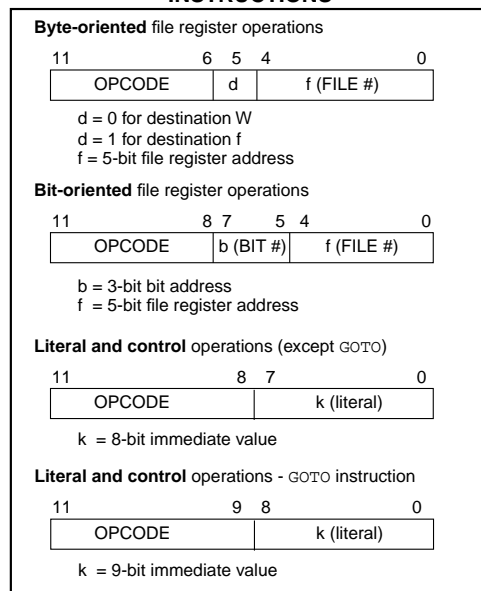 INSTRUCTIONS
Byte-oriented file register operations
11 6 5 4 0
OPCODE d f (FILE #)
d = 0 for destination W
d = 1 for destination f
f = 5-bit file register address
Bit-oriented file register operations
11 8 7 5 4 0
OPCODE b (BIT #) f (FILE #)
b = 3-bit bit address
f = 5-bit file register address
Literal and control operations (except GOTO)
11 8 7 0
OPCODE k (literal)
k = 8-bit immediate value
Literal and control operations - GOTO instruction
11 9 8 0
OPCODE k (literal)
k = 9-bit immediate value